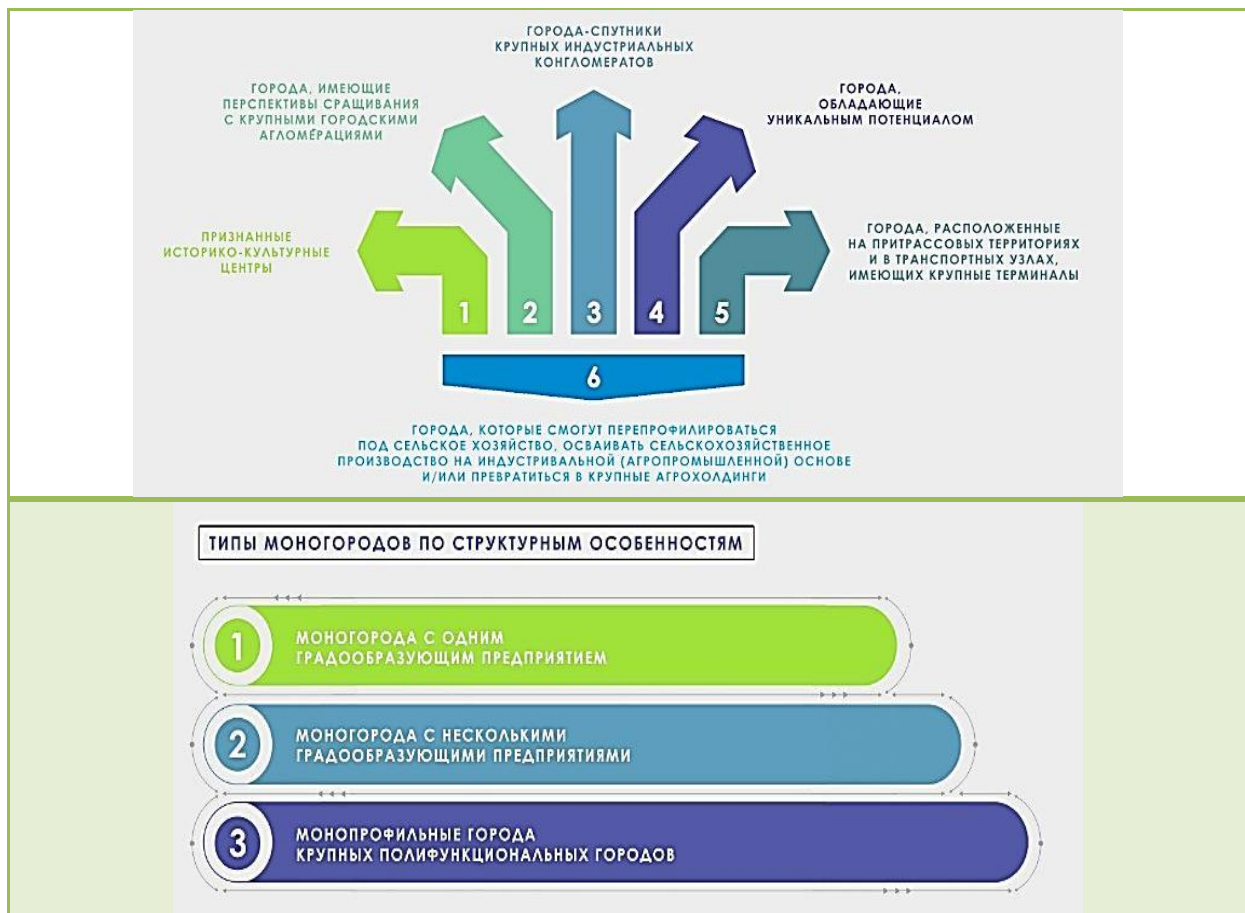 ГОРОДА-СПУТНИКИ
КРУПНЫХ ИНДУСТРИАЛЬНЫХ
КОНГЛОМЕРАТОВ
ГОРОДА, ИМЕЮЩИЕ
ПЕРСПЕКТИВЫ СРАЩИВАНИЯ
С КРУПНЫМИ ГОРОДСКИМИ
АГЛОМЕРАЦИЯМИ
ГОРОДА,
ОБЛАДАЮЩИЕ
УНИКАЛЬНЫМ ПОТЕНЦИАЛОМ
ПРИЗНАННЫЕ
ИСТОРИКО-КУЛЬТУРНЫЕ
ЦЕНТРЫ
ГОРОДА, РАСПОЛОЖЕННЫЕ
НА ПРИТРАССОВЫХ ТЕРРИТОРИЯХ
И В ТРАНСПОРТНЫХ УЗЛАХ,
ИМЕЮЩИХ КРУПНЫЕ ТЕРМИНАЛЫ
1 2 3 4 5
6
ГОРОДА, КОТОРЫЕ СМОГУТ ПЕРЕПРОФИЛИРОВАТЬСЯ
ПОД СЕЛЬСКОЕ ХОЗЯЙСТВО, ОСВАИВАТЬ СЕЛЬСКОХОЗЯЙСТВЕННОЕ
ПРОИЗВОДСТВО НА ИНДУСТРИВАЛЬНОЙ (АГРОПРОМЫШЛЕННОЙ) ОСНОВЕ
И/ИЛИ ПРЕВРАТИТЬСЯ В КРУПНЫЕ АГРОХОЛДИНГИ
ТИПЫ МОНОГОРОДОВ ПО СТРУКТУРНЫМ ОСОБЕННОСТЯМ
1
МОНОГОРОДА С ОДНИМ
ГРАДООБРАЗУЮЩИМ ПРЕДПРИЯТИЕМ
2
МОНОГОРОДА С НЕСКОЛЬКИМИ
ГРАДООБРАЗУЮЩИМИ ПРЕДПРИЯТИЯМИ
3
МОНОПРОФИЛЬНЫЕ ГОРОДА
КРУПНЫХ ПОЛИФУНКЦИОНАЛЬНЫХ ГОРОДОВ